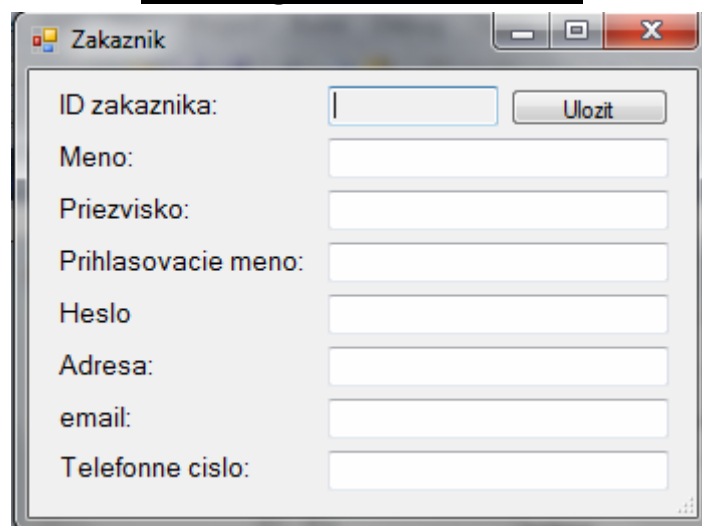 Zakaznik
ID zakaznika: Ulozit
Meno:
Priezvisko:
Prihlasovacie meno:
Heslo
Adresa:
email:
Telefonne cislo: